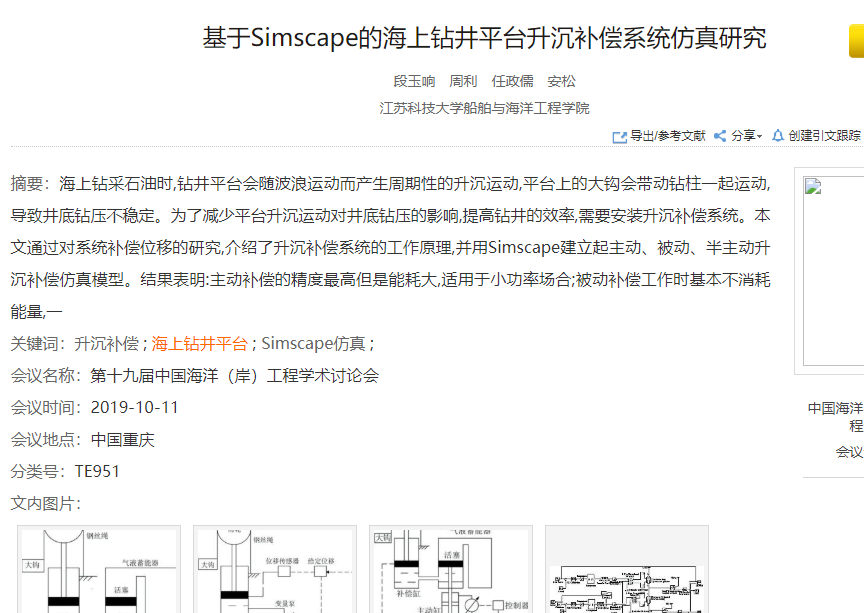 基于Simscape的海上钻井平台升沉补偿系统仿真研究
段玉响 周利 任政儒 安松
江苏科技大学船舶与海洋工程学院
导出/参考文献 分享 创建引文跟踪
摘要：海上钻采石油时,钻井平台会随波浪运动而产生周期性的升沉运动,平台上的大钩会带动钻柱一起运动,
导致井底钻压不稳定。为了减少平台升沉运动对井底钻压的影响,提高钻井的效率,需要安装升沉补偿系统。本
文通过对系统补偿位移的研究,介绍了升沉补偿系统的工作原理,并用Simscape建立起主动、被动、半主动升
沉补偿仿真模型。结果表明:主动补偿的精度最高但是能耗大,适用于小功率场合;被动补偿工作时基本不消耗
能量,一
关键词：升沉补偿 ; 海上钻井平台 ; Simscape仿真 ;
会议名称：第十九届中国海洋（岸）工程学术讨论会
会议时间：2019-10-11
会议地点：中国重庆
分类号：TE951
文内图片：
中国海洋
程
会议
钢丝绳
大钩
气液蓄能器
活塞
钢丝绳
大钩
位移传感器 给定位移
变量泵
大钩
气液蓄能器
活塞
补偿缸
主动缸
控制器